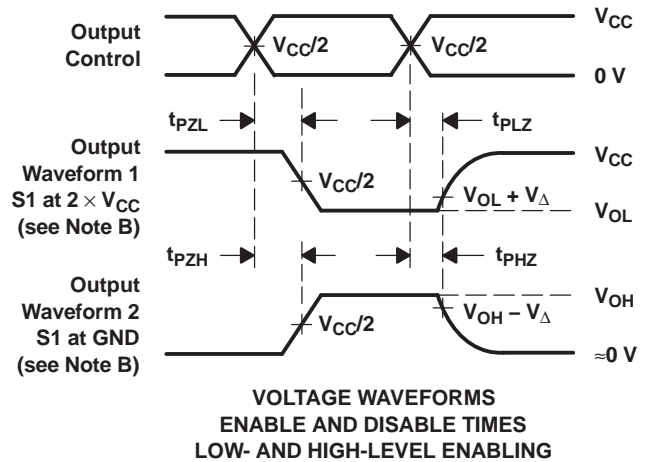 Output
Control
V_CC/2
V_CC/2
V_CC
0 V
t_PZL
t_PLZ
Output
Waveform 1
S1 at 2 × V_CC
(see Note B)
V_CC/2
V_OL + V_Δ
V_CC
V_OL
t_PZH
t_PHZ
Output
Waveform 2
S1 at GND
(see Note B)
V_CC/2
V_OH − V_Δ
V_OH
≈0 V
VOLTAGE WAVEFORMS
ENABLE AND DISABLE TIMES
LOW- AND HIGH-LEVEL ENABLING